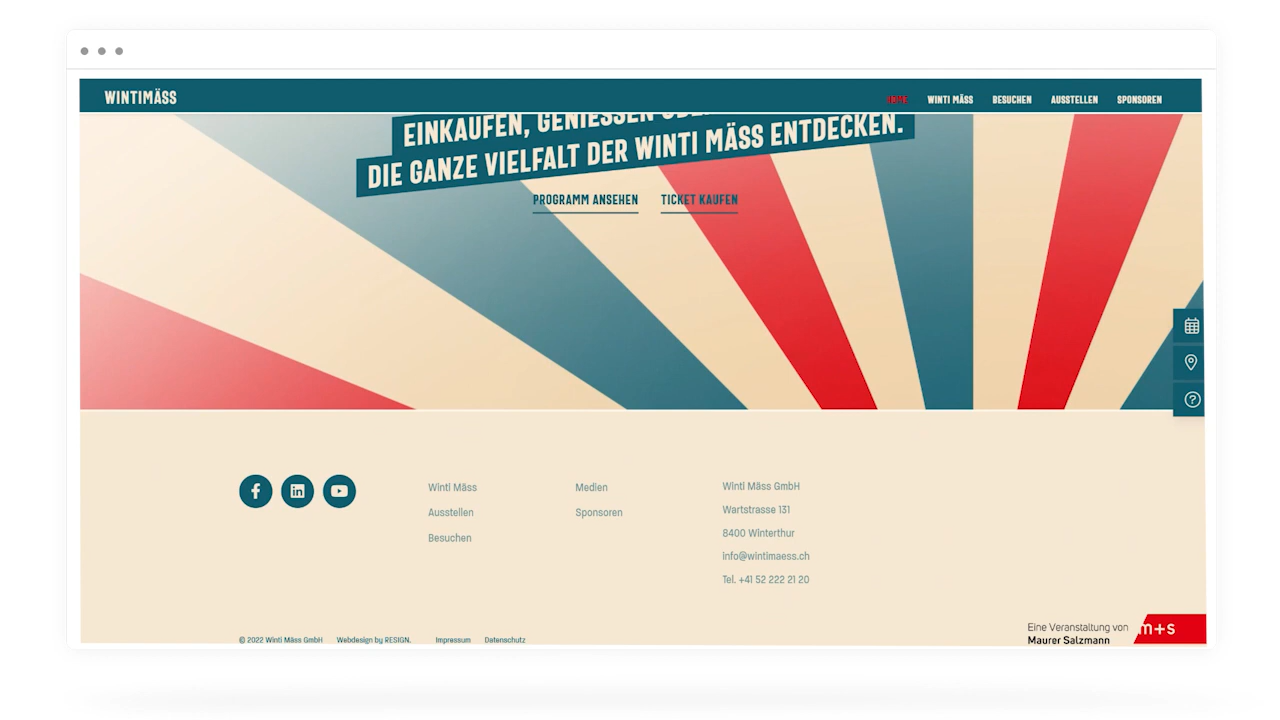 WINTIMÄSS
HOME WINTI MÄSS BESUCHEN AUSSTELLEN SPONSOREN
EINKAUFEN, GENIESSEN
DIE GANZE VIELFALT DER WINTI MÄSS ENTDECKEN.
PROGRAMM ANSEHEN TICKET KAUFEN
Winti Mäss Medien Winti Mäss GmbH
Ausstellen Sponsoren Wartstrasse 131
Besuchen 8400 Winterthur
info@wintimaess.ch
Tel. +41 52 222 21 20
Eine Veranstaltung von
Maurer Salzmann
m+s
© 2022 Winti Mäss GmbH Webdesign by RESIGN. Impressum Datenschutz